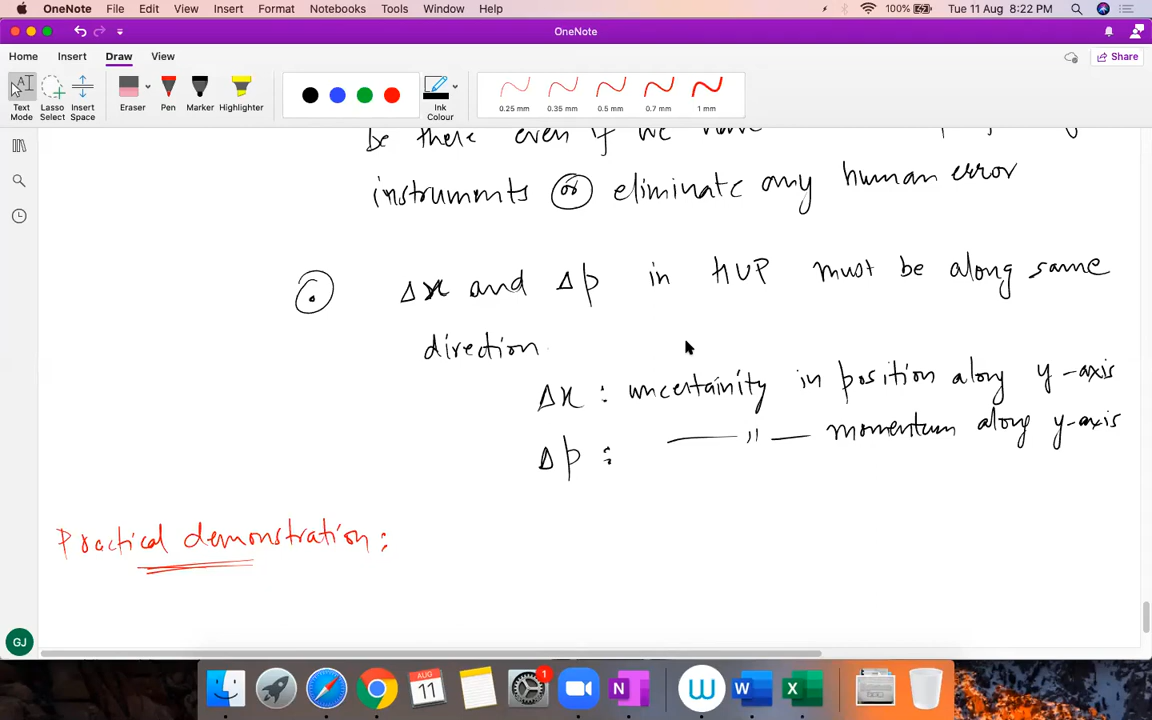 OneNote File Edit View Insert Format Notebooks Tools Window Help 100% Tue 11 Aug 8:22 PM
OneNote
Home Insert Draw View Share
Text Mode
Lasso Select
Insert Space
Eraser
Pen
Marker
Highlighter
Ink Colour
0.25 mm 0.35 mm 0.5 mm 0.7 mm 1 mm
be there even if we have
instruments or eliminate any human error
Δx and Δp in HUP must be along same
direction
Δx : uncertainity in position along y-axis
Δp : —— " —— momentum along y-axis
Practical demonstration:
GJ
AUG 11
1
N
W
W
X